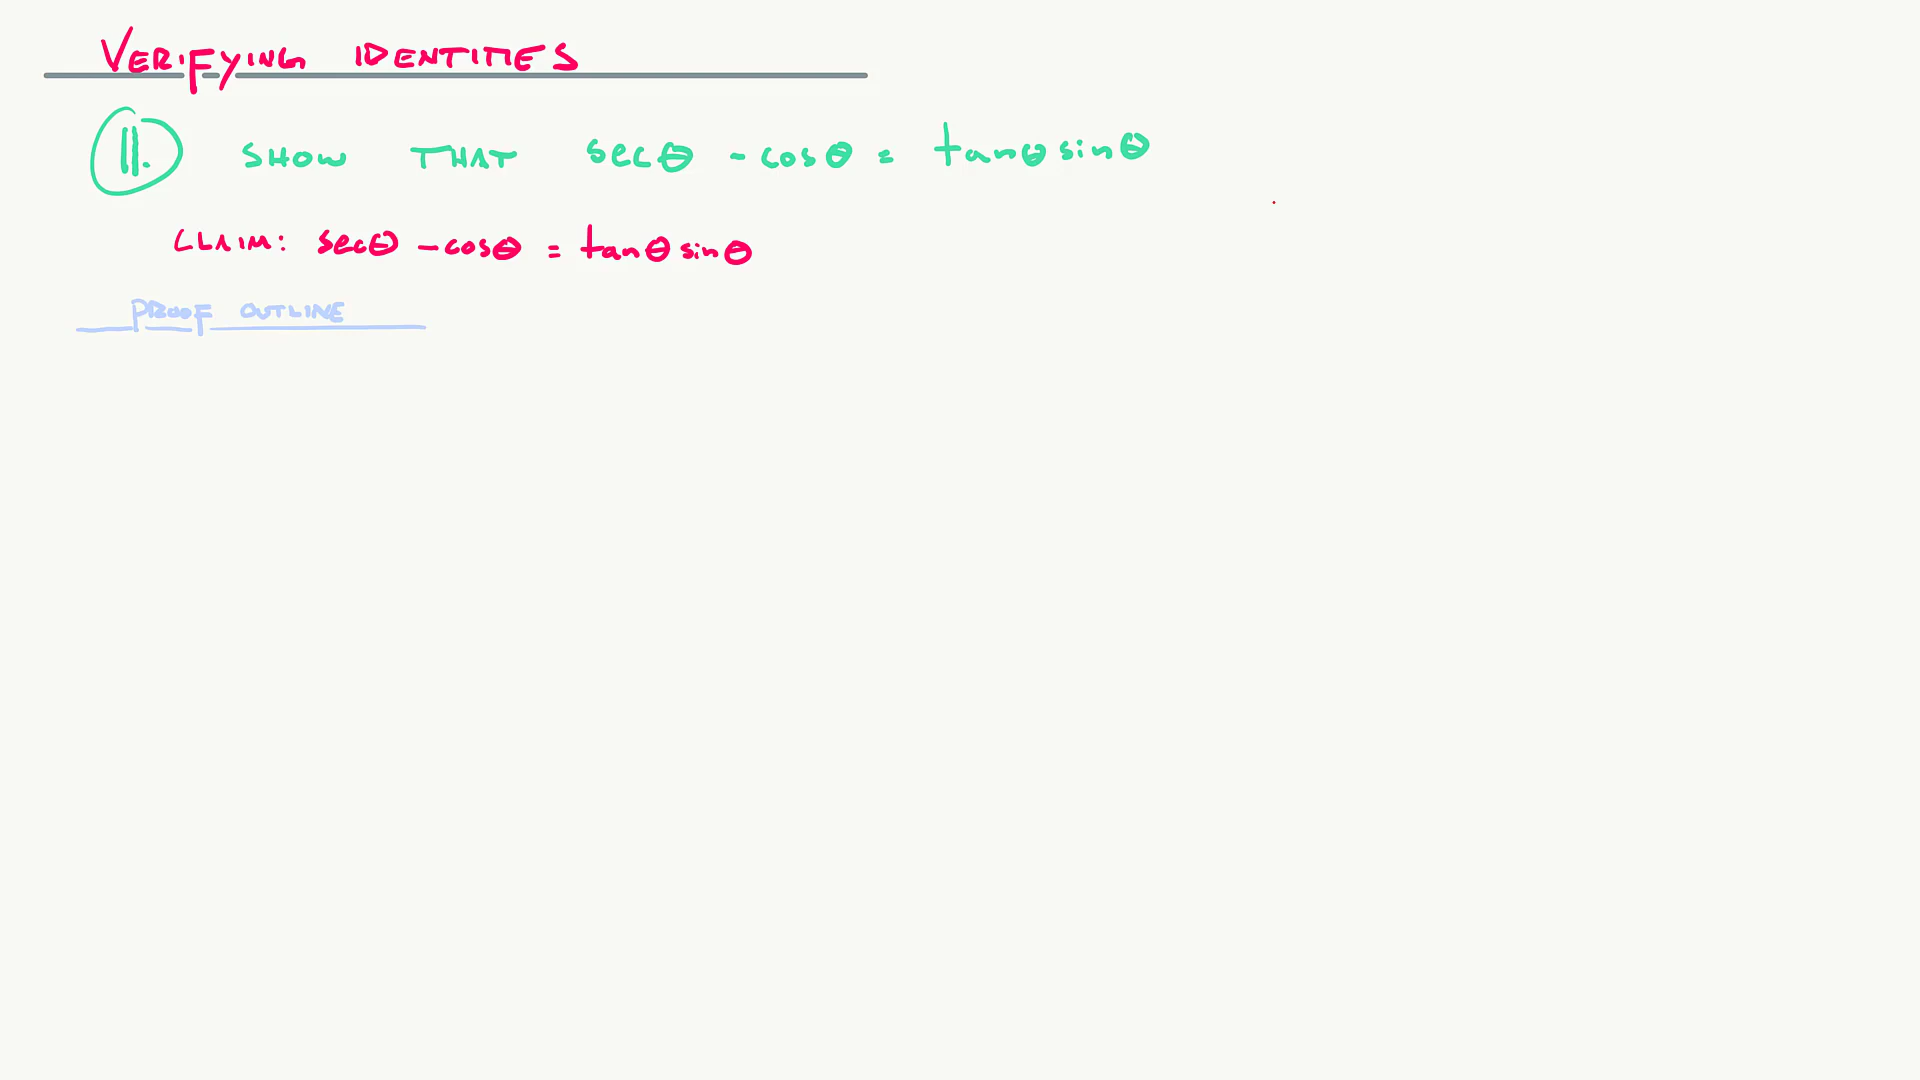 VERIFYING IDENTITIES
11. SHOW THAT secθ - cosθ = tanθ sinθ
CLAIM: secθ - cosθ = tanθ sinθ
PROOF OUTLINE